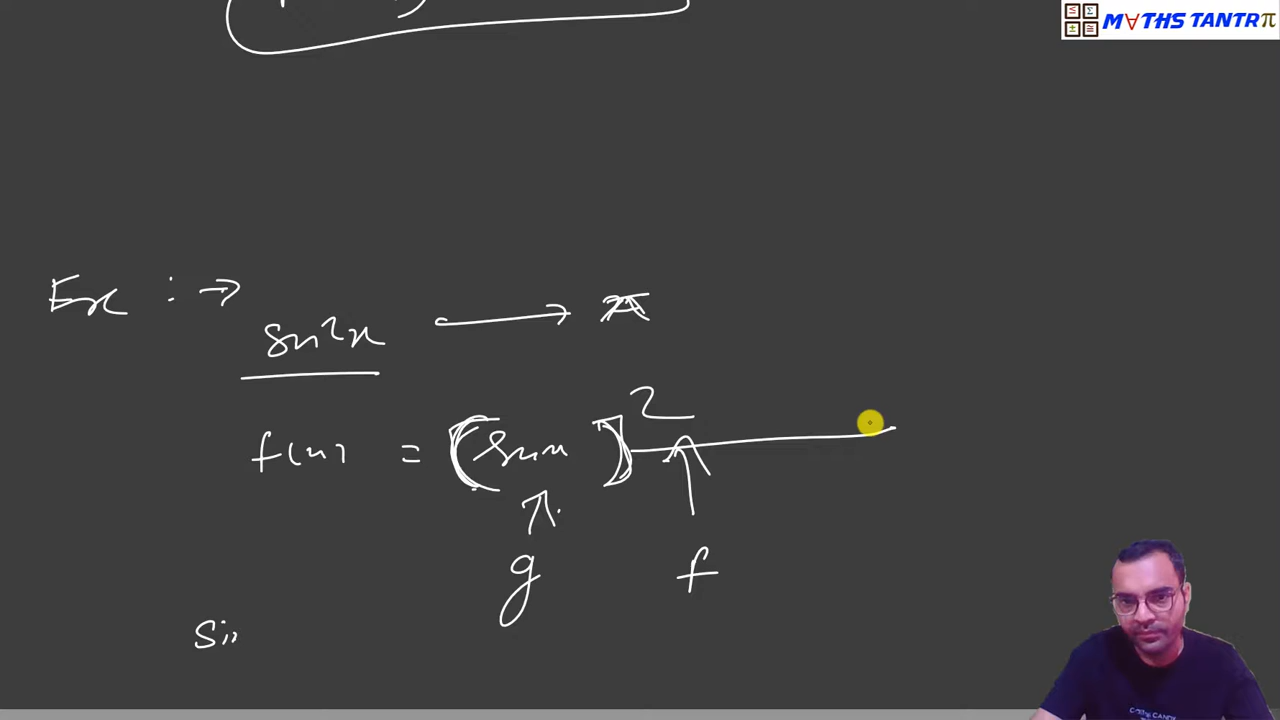 MATHS TANTRπ
Ex : →
sin²x → π
f(x) = (sinx)²
g f
Si